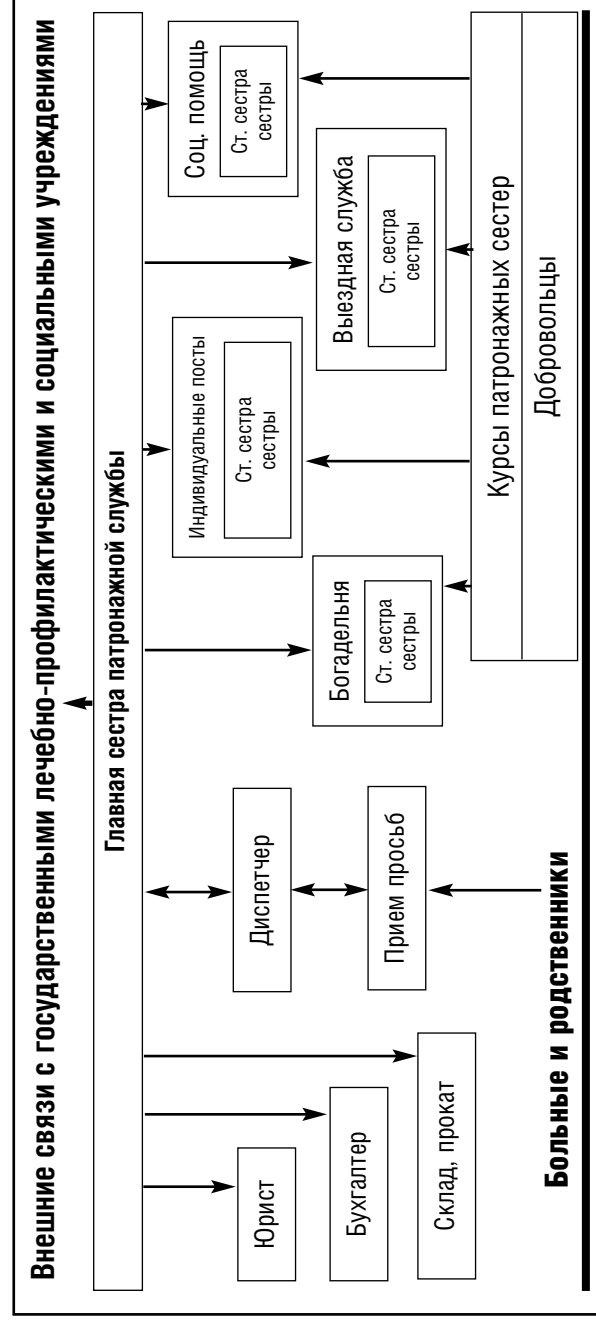 Внешние связи с государственными лечебно-профилактическими и социальными учреждениями
Главная сестра патронажной службы
Юрист
Бухгалтер
Склад, прокат
Диспетчер
Прием просьб
Больные и родственники
Богадельня
Ст. сестра
сестры
Индивидуальные посты
Ст. сестра
сестры
Выездная служба
Ст. сестра
сестры
Соц. помощь
Ст. сестра
сестры
Курсы патронажных сестер
Добровольцы